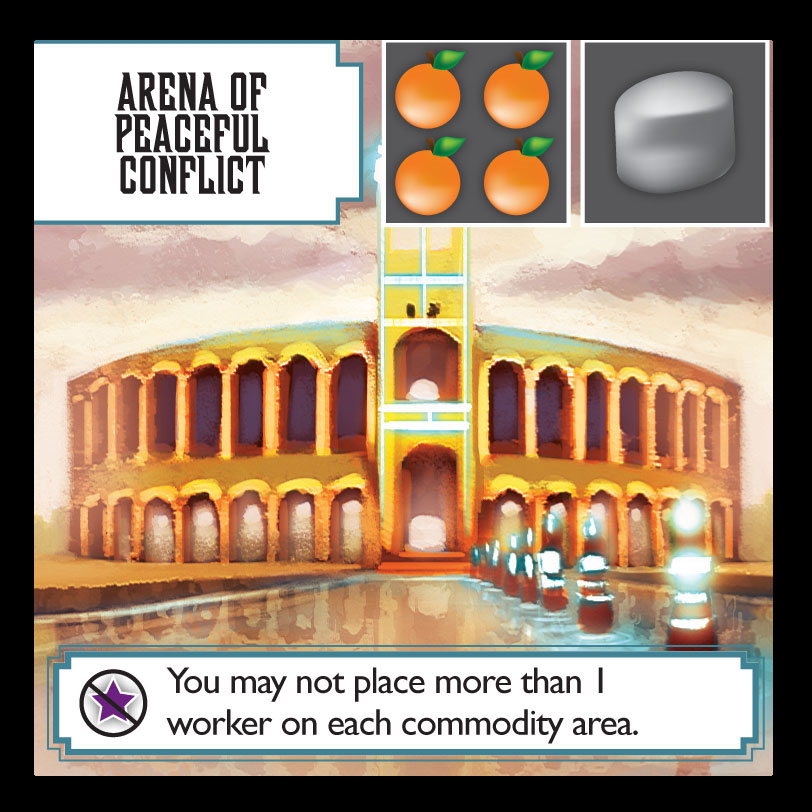 ARENA OF
PEACEFUL
CONFLICT
You may not place more than 1
worker on each commodity area.